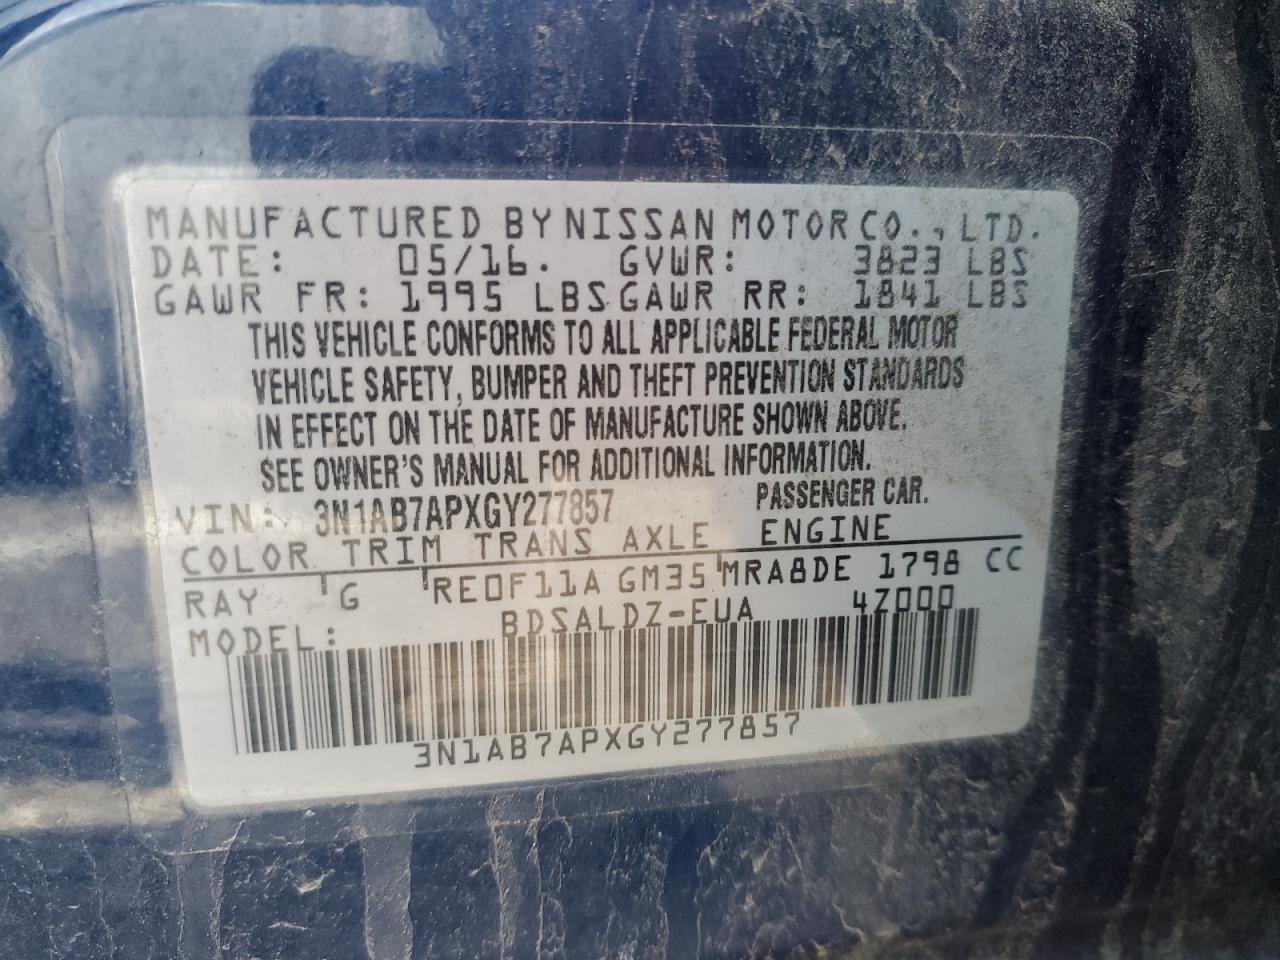 MANUFACTURED BY NISSAN MOTOR CO., LTD.
DATE: 05/16. GVWR: 3823 LBS
GAWR FR: 1995 LBS GAWR RR: 1841 LBS
THIS VEHICLE CONFORMS TO ALL APPLICABLE FEDERAL MOTOR
VEHICLE SAFETY, BUMPER AND THEFT PREVENTION STANDARDS
IN EFFECT ON THE DATE OF MANUFACTURE SHOWN ABOVE.
SEE OWNER'S MANUAL FOR ADDITIONAL INFORMATION.
VIN: 3N1AB7APXGY277857 PASSENGER CAR.
COLOR TRIM TRANS AXLE ENGINE
RAY G RE0F11A GM35 MRA8DE 1798 CC
MODEL: BDSALDZ-EUA 4Z000
3N1AB7APXGY277857